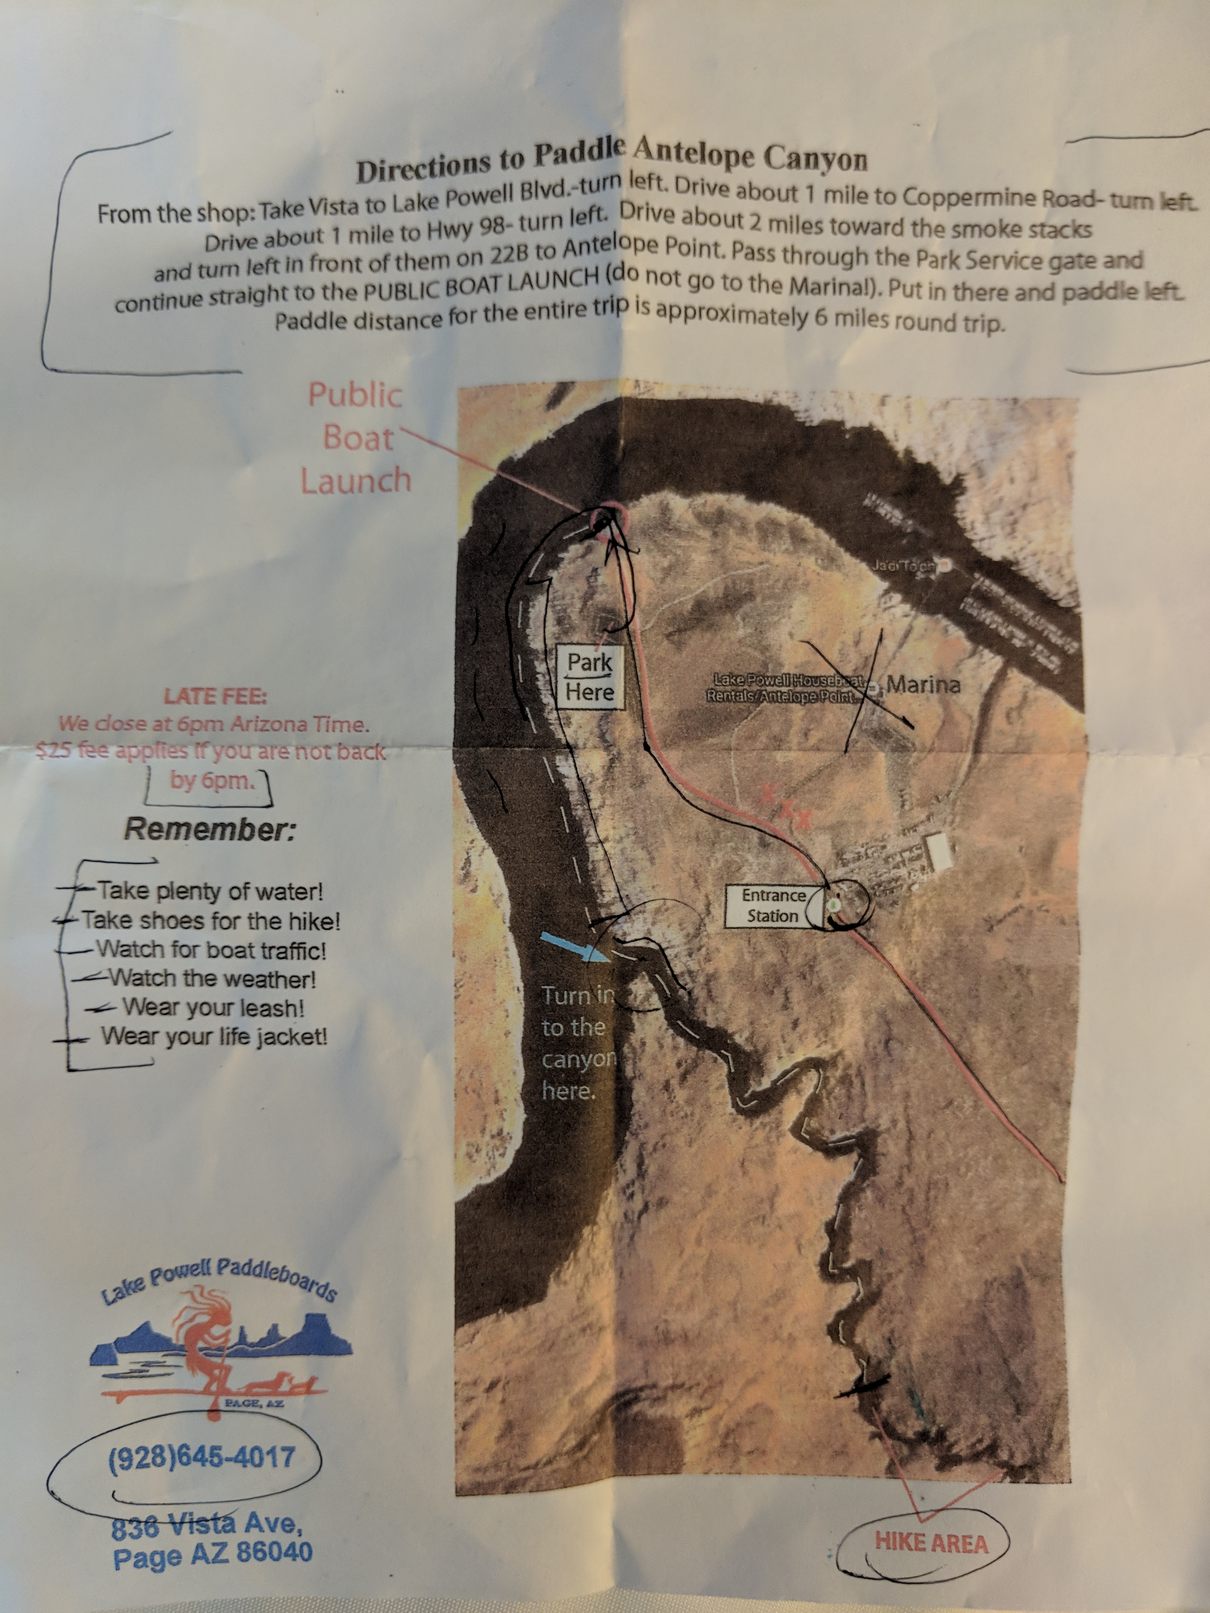 Directions to Paddle Antelope Canyon
From the shop: Take Vista to Lake Powell Blvd.-turn left. Drive about 1 mile to Coppermine Road- turn left.
Drive about 1 mile to Hwy 98- turn left. Drive about 2 miles toward the smoke stacks
and turn left in front of them on 22B to Antelope Point. Pass through the Park Service gate and
continue straight to the PUBLIC BOAT LAUNCH (do not go to the Marina!). Put in there and paddle left.
Paddle distance for the entire trip is approximately 6 miles round trip.
Public
Boat
Launch
Park
Here
Lake Powell Houseboat
Rentals/Antelope Point...
Marina
LATE FEE:
We close at 6pm Arizona Time.
$25 fee applies if you are not back
by 6pm.
Remember:
Take plenty of water!
Take shoes for the hike!
Watch for boat traffic!
Watch the weather!
Wear your leash!
Wear your life jacket!
X X X
Entrance
Station
Turn in
to the
canyon
here.
Lake Powell Paddleboards
PAGE, AZ
(928)645-4017
836 Vista Ave,
Page AZ 86040
HIKE AREA